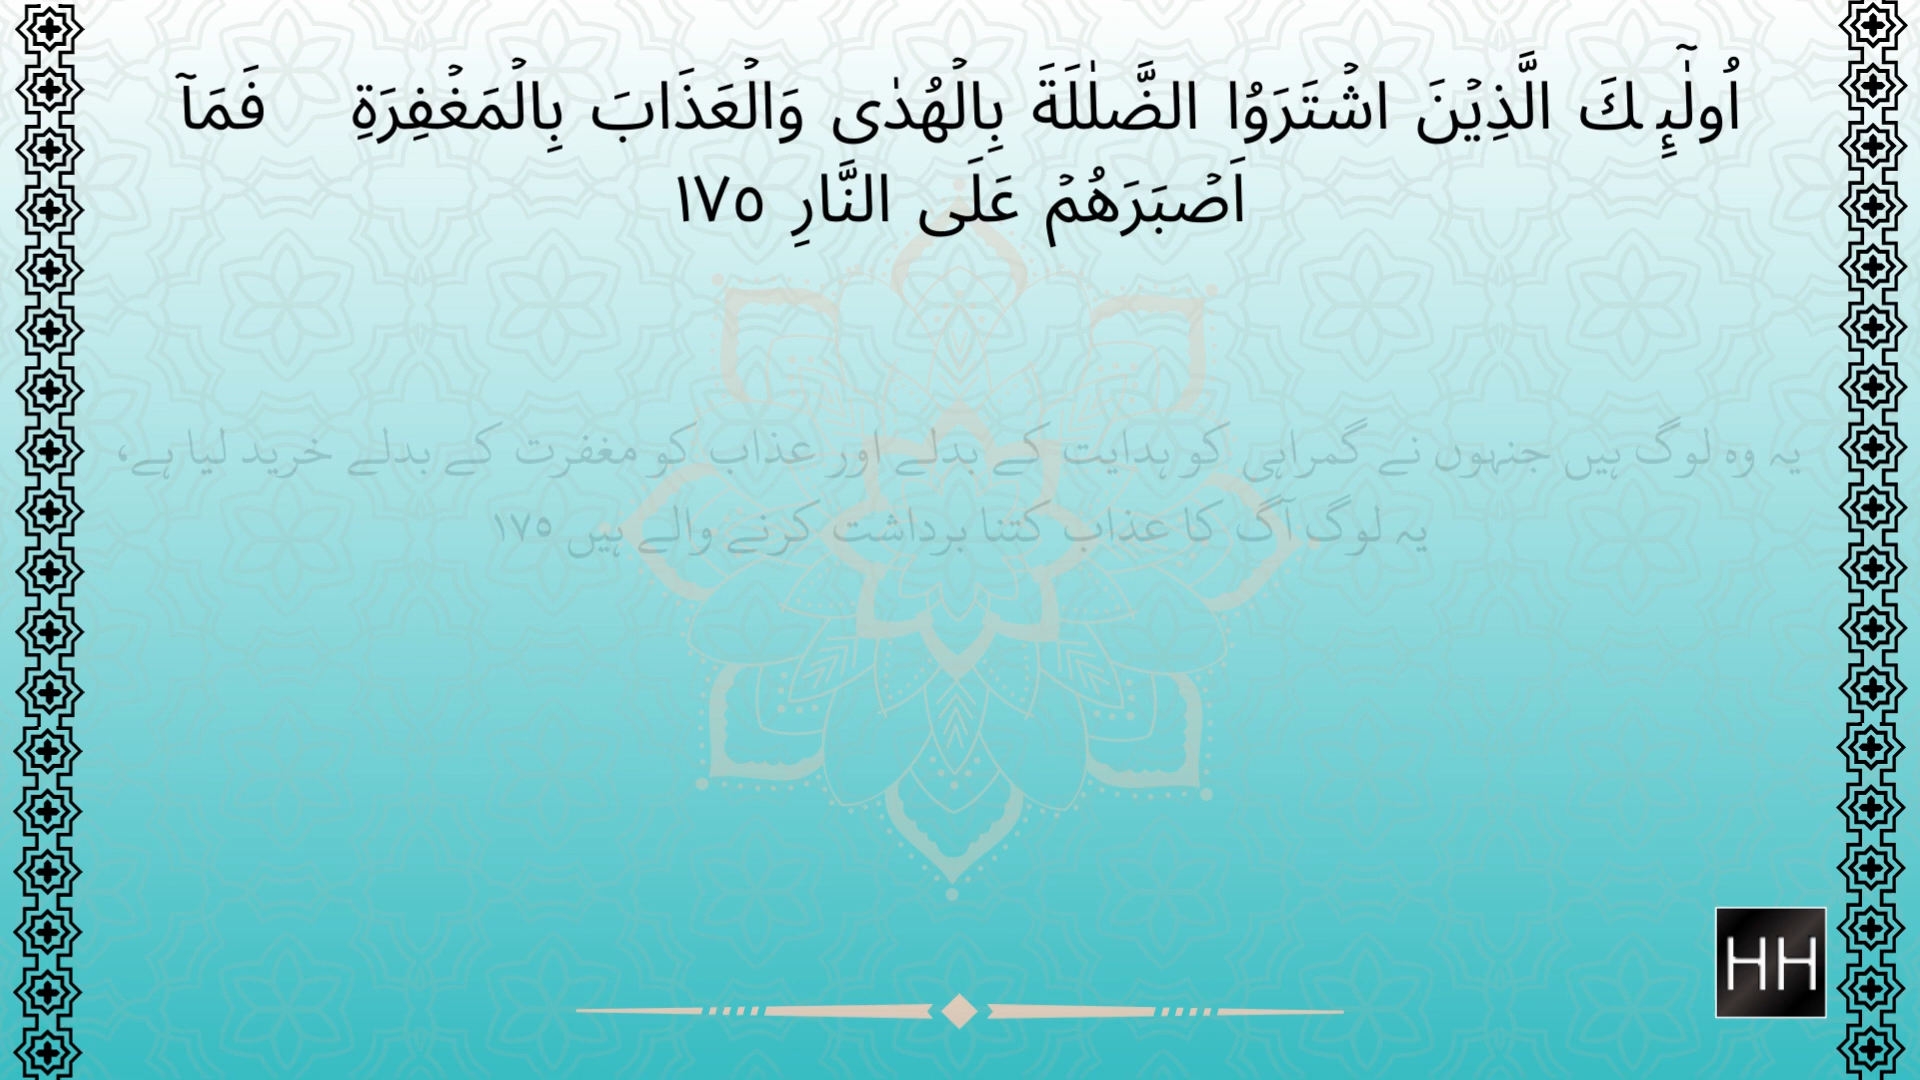 اُولٰٓٮِٕكَ الَّذِيۡنَ اشۡتَرَوُا الضَّلٰلَةَ بِالۡهُدٰى وَالۡعَذَابَ بِالۡمَغۡفِرَةِ فَمَآ
اَصۡبَرَهُمۡ عَلَى النَّارِ ١٧٥
یہ وہ لوگ ہیں جنہوں نے گمراہی کو ہدایت کے بدلے اور عذاب کو مغفرت کے بدلے خرید لیا ہے،
یہ لوگ آگ کا عذاب کتنا برداشت کرنے والے ہیں ١٧٥
HH